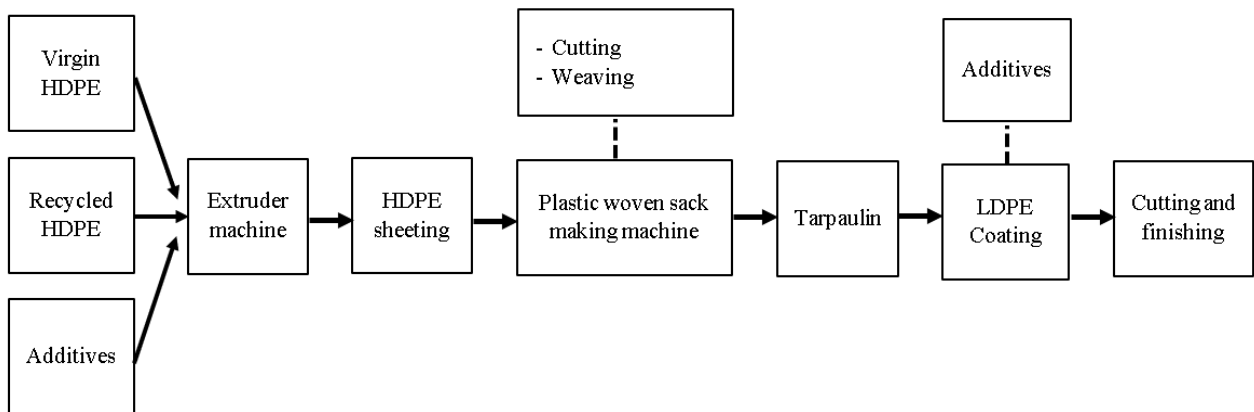 Virgin
HDPE
Recycled
HDPE
Additives
Extruder
machine
HDPE
sheeting
- Cutting
- Weaving
Plastic woven sack
making machine
Tarpaulin
Additives
LDPE
Coating
Cutting and
finishing